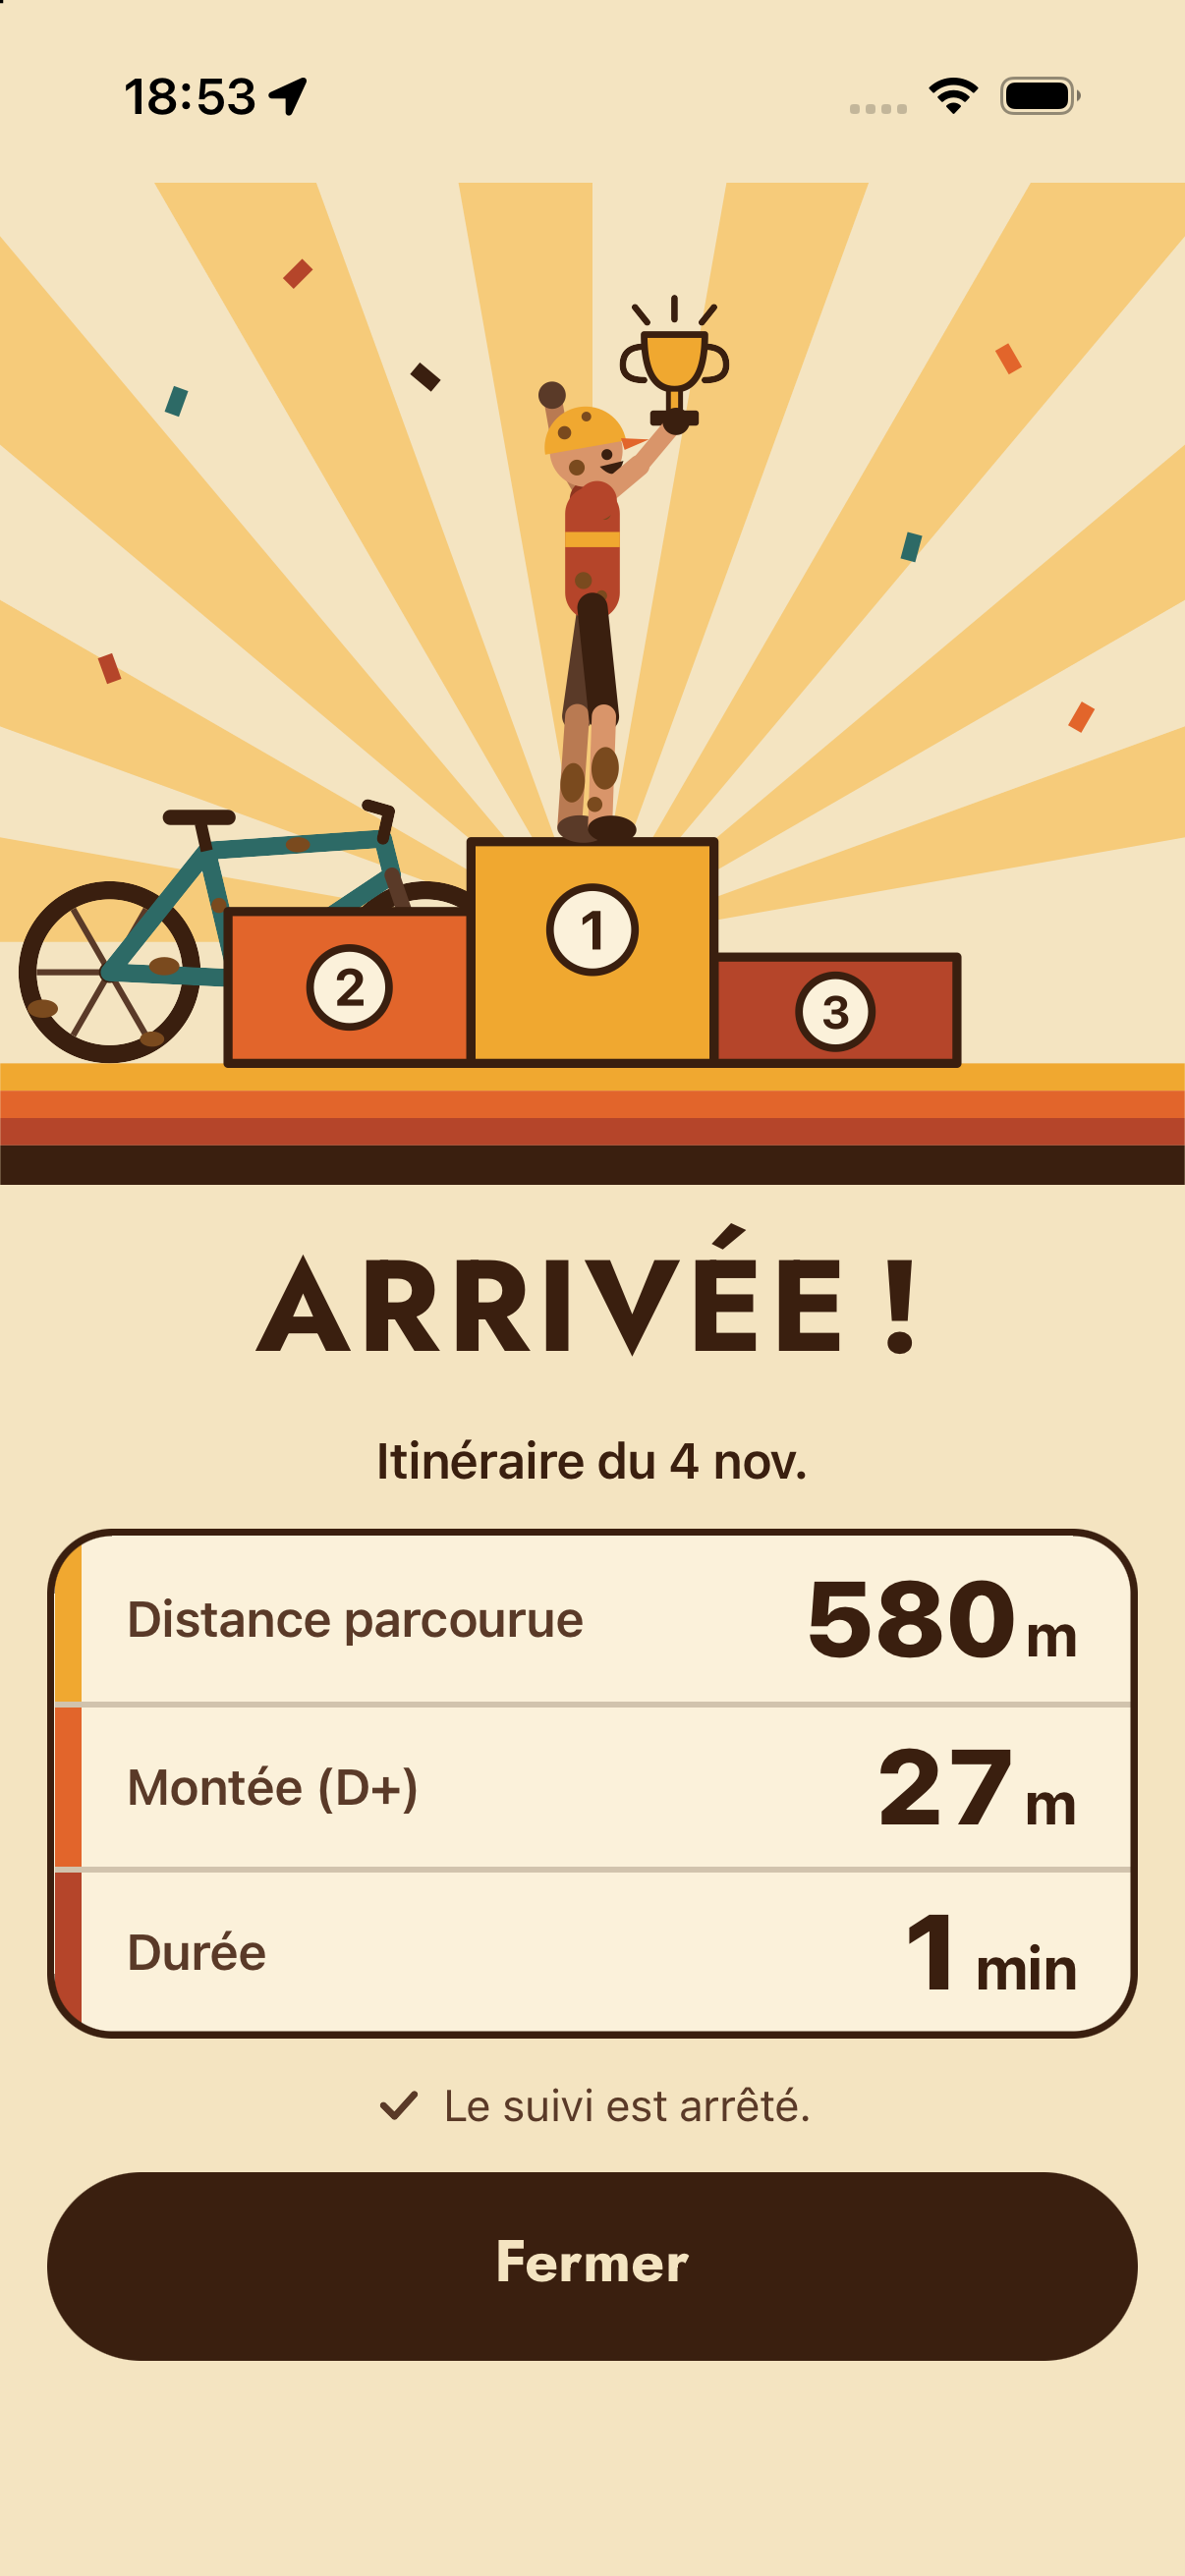 18:53
1
2
3
ARRIVÉE !
Itinéraire du 4 nov.
Distance parcourue 580 m
Montée (D+) 27 m
Durée 1 min
Le suivi est arrêté.
Fermer